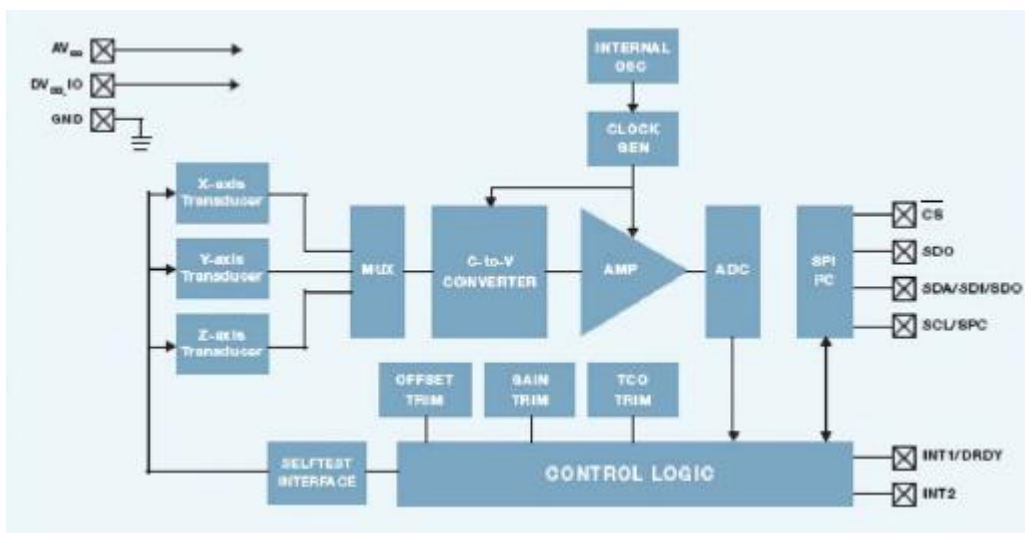 AVDD
DVDD IO
GND
INTERNAL
OSC
CLOCK
GEN
X-axis
Transducer
Y-axis
Transducer
Z-axis
Transducer
MUX
C-to-V
CONVERTER
AMP
ADC
SPI
I²C
CS
SDO
SDA/SDI/SDO
SCL/SPC
OFFSET
TRIM
GAIN
TRIM
TCO
TRIM
SELFTEST
INTERFACE
CONTROL LOGIC
INT1/DRDY
INT2